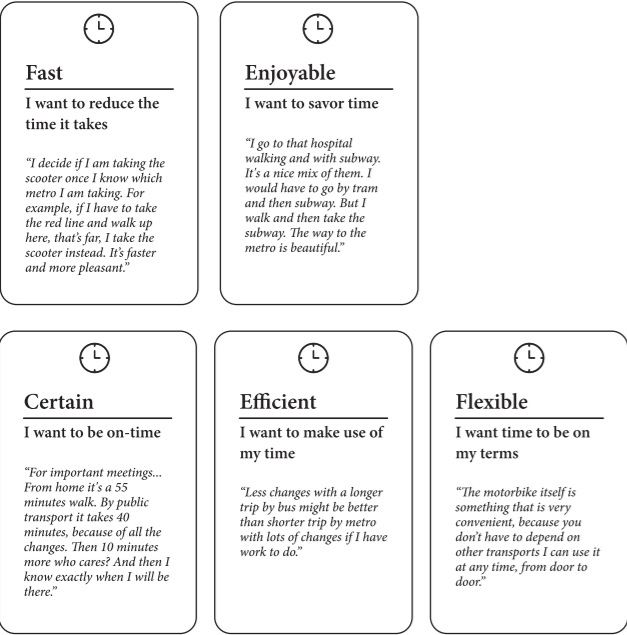 Fast
I want to reduce the
time it takes
“I decide if I am taking the
scooter once I know which
metro I am taking. For
example, if I have to take
the red line and walk up
here, that’s far, I take the
scooter instead. It’s faster
and more pleasant.”
Enjoyable
I want to savor time
“I go to that hospital
walking and with subway.
It’s a nice mix of them. I
would have to go by tram
and then subway. But I
walk and then take the
subway. The way to the
metro is beautiful.”
Certain
I want to be on-time
“For important meetings...
From home it’s a 55
minutes walk. By public
transport it takes 40
minutes, because of all the
changes. Then 10 minutes
more who cares? And then I
know exactly when I will be
there.”
Efficient
I want to make use of
my time
“Less changes with a longer
trip by bus might be better
than shorter trip by metro
with lots of changes if I have
work to do.”
Flexible
I want time to be on
my terms
“The motorbike itself is
something that is very
convenient, because you
don’t have to depend on
other transports I can use it
at any time, from door to
door.”